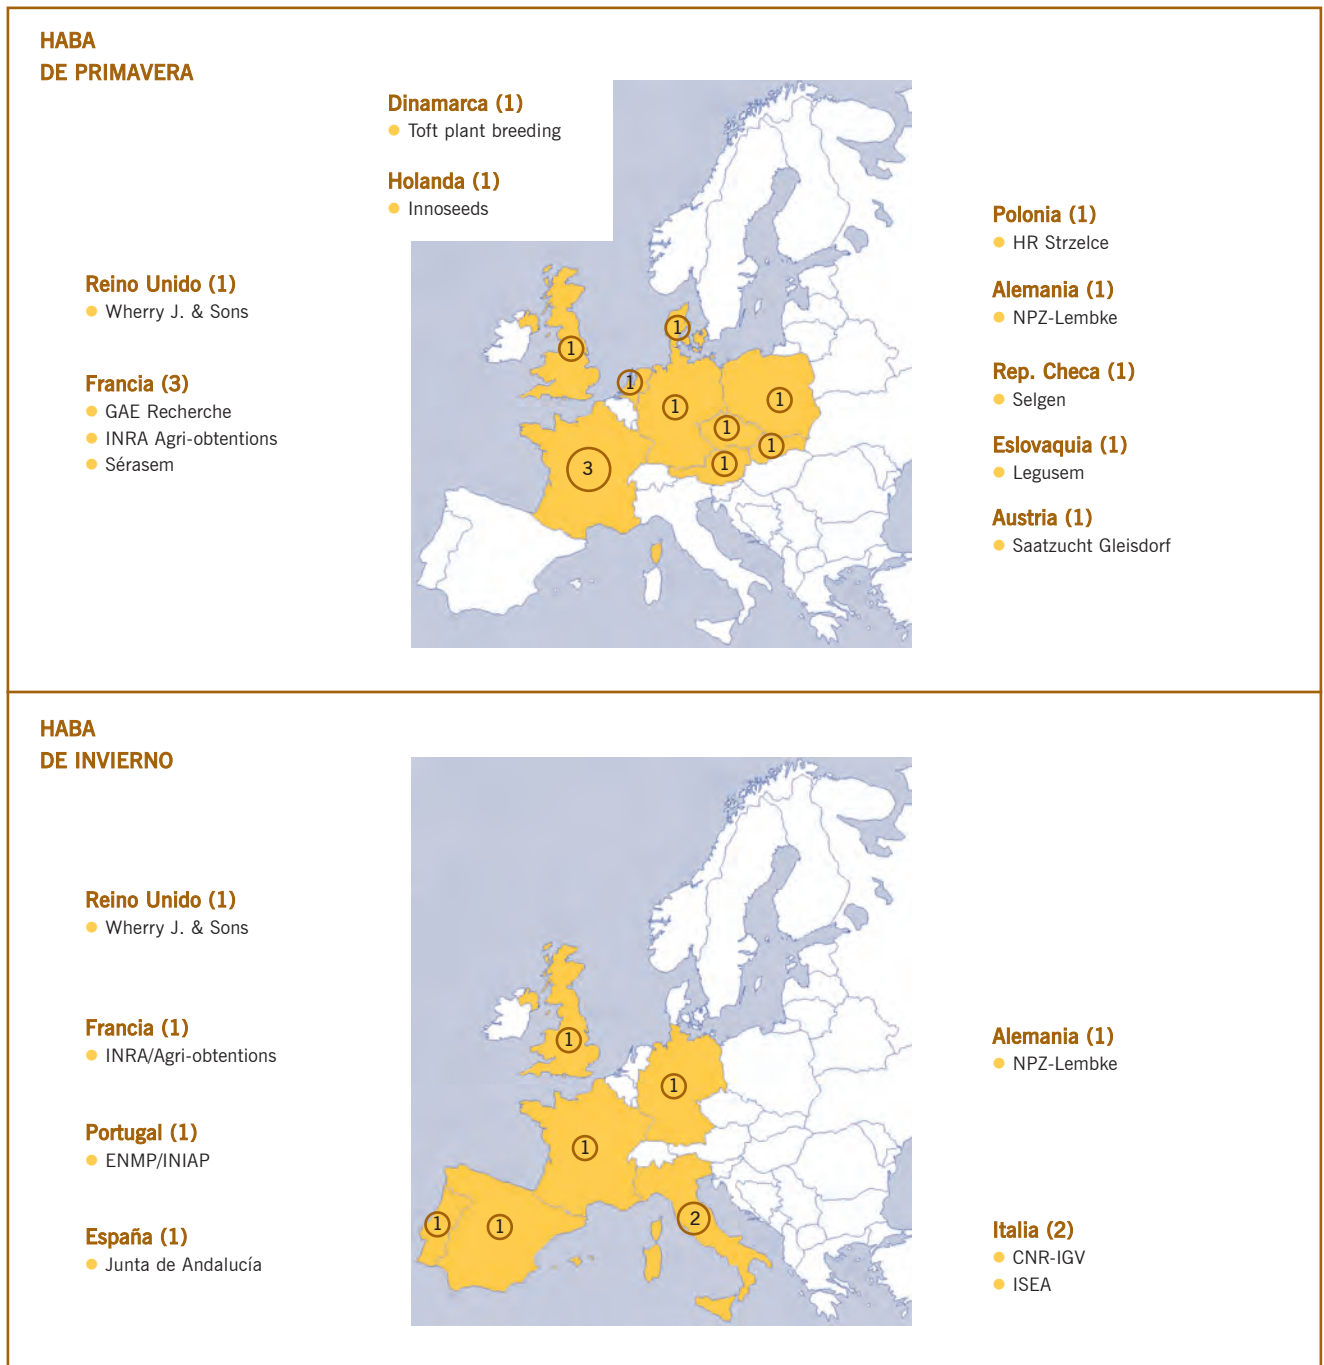 HABA
DE PRIMAVERA
Dinamarca (1)
Toft plant breeding
Holanda (1)
Innoseeds
Reino Unido (1)
Wherry J. & Sons
Francia (3)
GAE Recherche
INRA Agri-obtentions
Sérasem
Polonia (1)
HR Strzelce
Alemania (1)
NPZ-Lembke
Rep. Checa (1)
Selgen
Eslovaquia (1)
Legusem
Austria (1)
Saatzucht Gleisdorf
1
1
1
1
1
1
1
1
3
HABA
DE INVIERNO
Reino Unido (1)
Wherry J. & Sons
Francia (1)
INRA/Agri-obtentions
Portugal (1)
ENMP/INIAP
España (1)
Junta de Andalucía
Alemania (1)
NPZ-Lembke
Italia (2)
CNR-IGV
ISEA
1
1
1
2
1
1